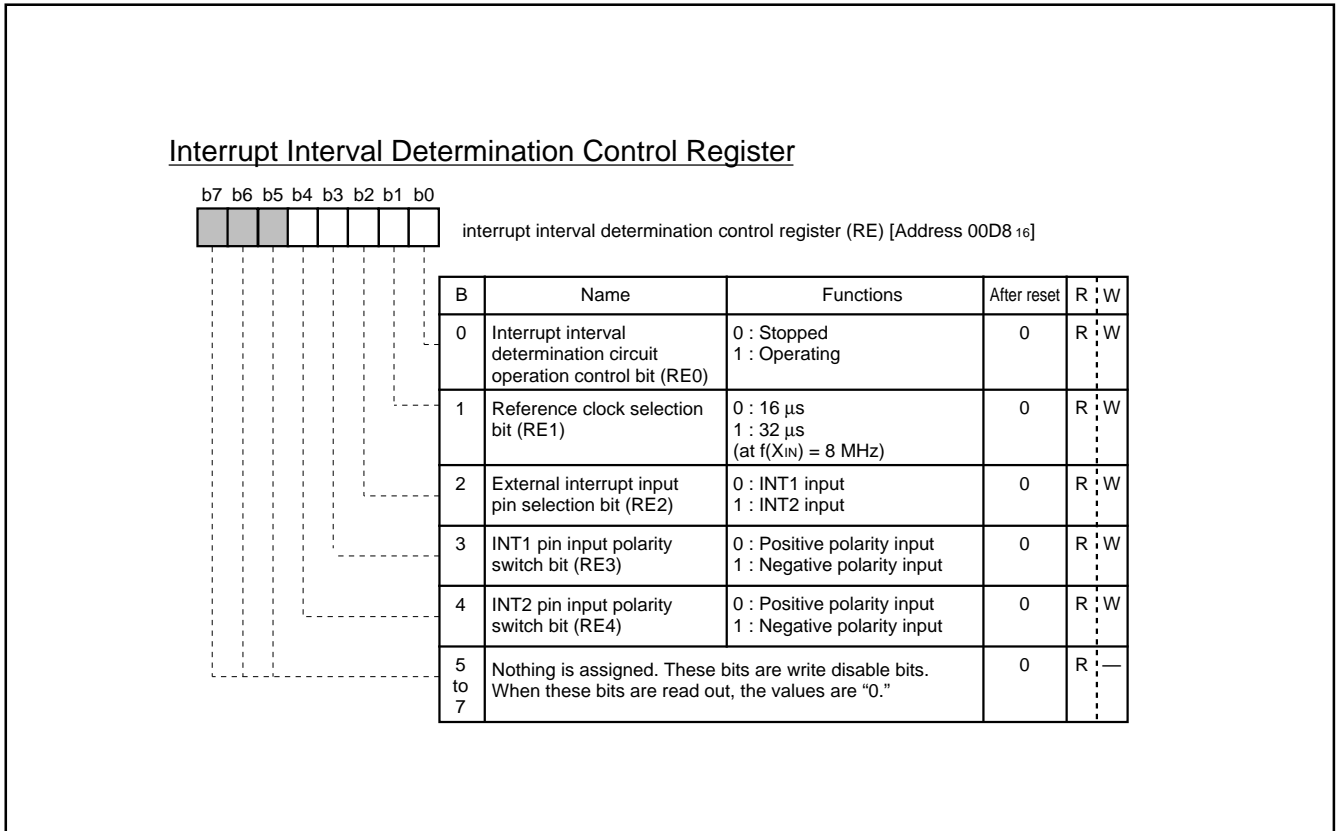 Interrupt Interval Determination Control Register
b7 b6 b5 b4 b3 b2 b1 b0
interrupt interval determination control register (RE) [Address 00D8 16]
B Name Functions After reset R W
0 Interrupt interval determination circuit operation control bit (RE0) 0 : Stopped 1 : Operating 0 R W
1 Reference clock selection bit (RE1) 0 : 16 µs 1 : 32 µs (at f(XIN) = 8 MHz) 0 R W
2 External interrupt input pin selection bit (RE2) 0 : INT1 input 1 : INT2 input 0 R W
3 INT1 pin input polarity switch bit (RE3) 0 : Positive polarity input 1 : Negative polarity input 0 R W
4 INT2 pin input polarity switch bit (RE4) 0 : Positive polarity input 1 : Negative polarity input 0 R W
5 to 7 Nothing is assigned. These bits are write disable bits. When these bits are read out, the values are “0.” 0 R —